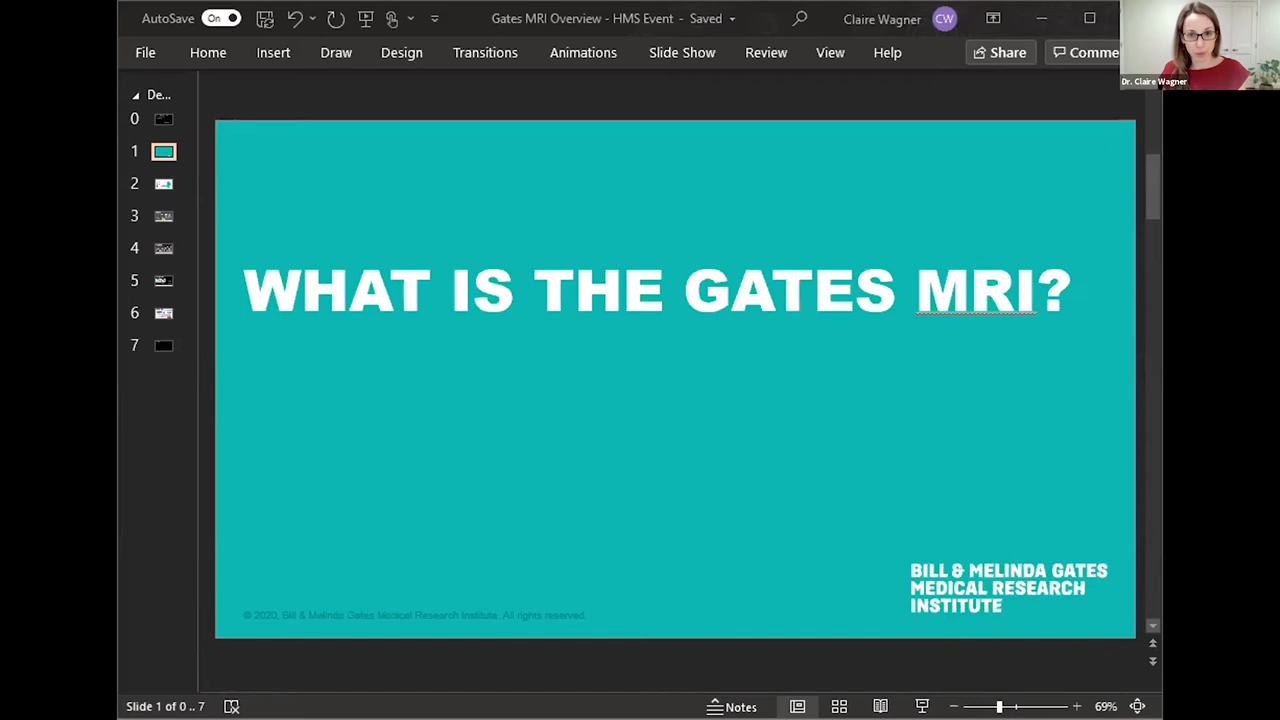 AutoSave On Gates MRI Overview - HMS Event - Saved Claire Wagner CW
File Home Insert Draw Design Transitions Animations Slide Show Review View Help Share Comme
Dr. Claire Wagner
De...
0
1
2
3
4
5
6
7
WHAT IS THE GATES MRI?
BILL & MELINDA GATES
MEDICAL RESEARCH
INSTITUTE
© 2020, Bill & Melinda Gates Medical Research Institute. All rights reserved.
Slide 1 of 0 .. 7 Notes 69%